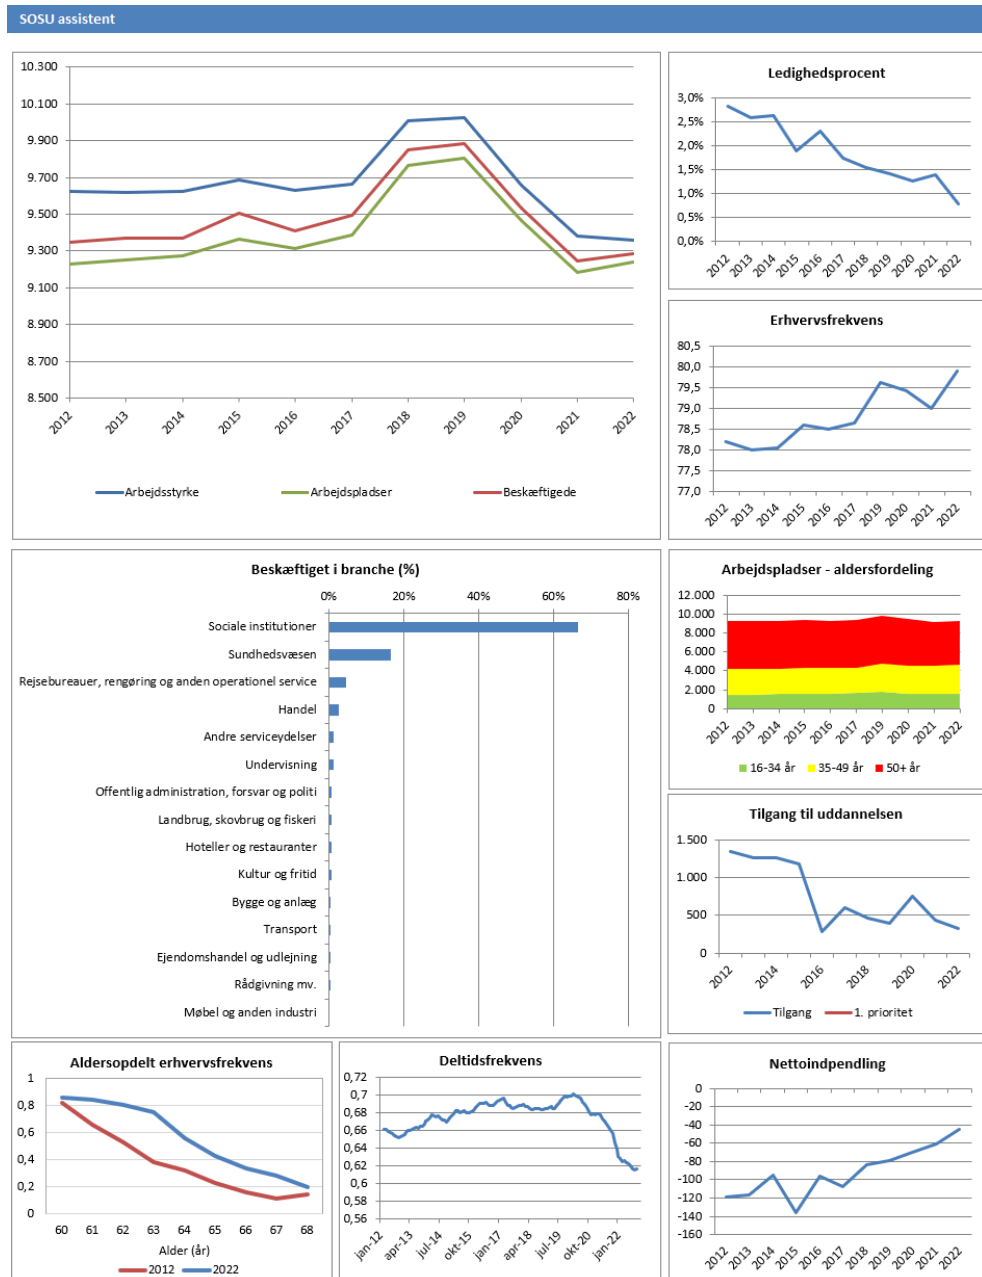 SOSU assistent
10.300
10.100
9.900
9.700
9.500
9.300
9.100
8.900
8.700
8.500
2012 2013 2014 2015 2016 2017 2018 2019 2020 2021 2022
Arbejdsstyrke Arbejdspladser Beskæftigede
Ledighedsprocent
3,0%
2,5%
2,0%
1,5%
1,0%
0,5%
0,0%
2012 2013 2014 2015 2016 2017 2018 2019 2020 2021 2022
Erhvervsfrekvens
80,5
80,0
79,5
79,0
78,5
78,0
77,5
77,0
2012 2013 2014 2015 2016 2017 2019 2020 2021 2022
Beskæftiget i branche (%)
0% 20% 40% 60% 80%
Sociale institutioner
Sundhedsvæsen
Rejsebureauer, rengøring og anden operationel service
Handel
Andre serviceydelser
Undervisning
Offentlig administration, forsvar og politi
Landbrug, skovbrug og fiskeri
Hoteller og restauranter
Kultur og fritid
Bygge og anlæg
Transport
Ejendomshandel og udlejning
Rådgivning mv.
Møbel og anden industri
Arbejdspladser - aldersfordeling
12.000
10.000
8.000
6.000
4.000
2.000
0
2012 2013 2014 2015 2016 2017 2019 2020 2021 2022
16-34 år 35-49 år 50+ år
Tilgang til uddannelsen
1.500
1.000
500
0
2012 2014 2016 2018 2020 2022
Tilgang 1. prioritet
Aldersopdelt erhvervsfrekvens
1
0,8
0,6
0,4
0,2
0
60 61 62 63 64 65 66 67 68
Alder (år)
2012 2022
Deltidsfrekvens
0,72
0,7
0,68
0,66
0,64
0,62
0,6
0,58
0,56
jan-12 apr-13 jul-14 okt-15 jan-17 apr-18 jul-19 okt-20 jan-22
Nettoindpendling
0
-20
-40
-60
-80
-100
-120
-140
-160
2012 2013 2014 2015 2016 2017 2018 2019 2020 2021 2022